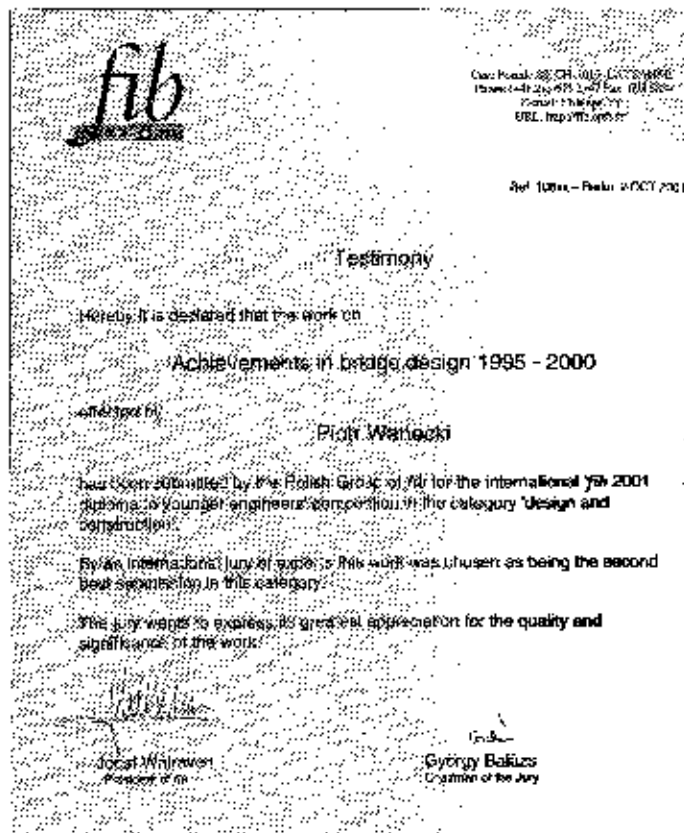 fib
Testimony
Hereby it is declared that the work on
Achievements in bridge design 1995 - 2000
Piotr Wanecki
has been submitted by the Polish Group of fib for the international fib 2001
diploma to younger engineers' competition in the category "design and
construction".
By an international jury of experts this work was chosen as being the second
best submission in this category.
The jury wants to express its greatest appreciation for the quality and
significance of the work.
Joost Walraven
President of fib
György Balázs
Chairman of the Jury